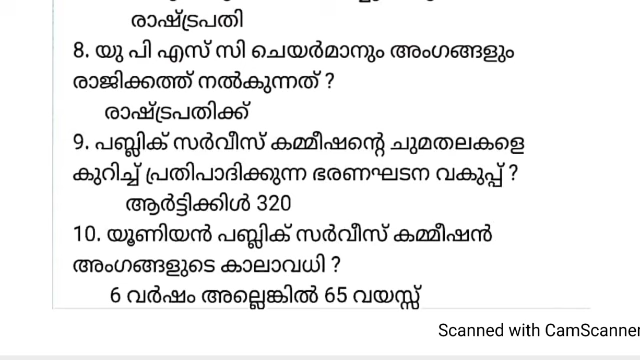 രാഷ്ട്രപതി
8. യു പി എസ് സി ചെയർമാനും അംഗങ്ങളും
രാജിക്കത്ത് നൽകുന്നത് ?
രാഷ്ട്രപതിക്ക്
9. പബ്ലിക് സർവീസ് കമ്മീഷന്റെ ചുമതലകളെ
കുറിച്ച് പ്രതിപാദിക്കുന്ന ഭരണഘടന വകുപ്പ് ?
ആർട്ടിക്കിൾ 320
10. യൂണിയൻ പബ്ലിക് സർവീസ് കമ്മീഷൻ
അംഗങ്ങളുടെ കാലാവധി ?
6 വർഷം അല്ലെങ്കിൽ 65 വയസ്സ്
Scanned with CamScanner